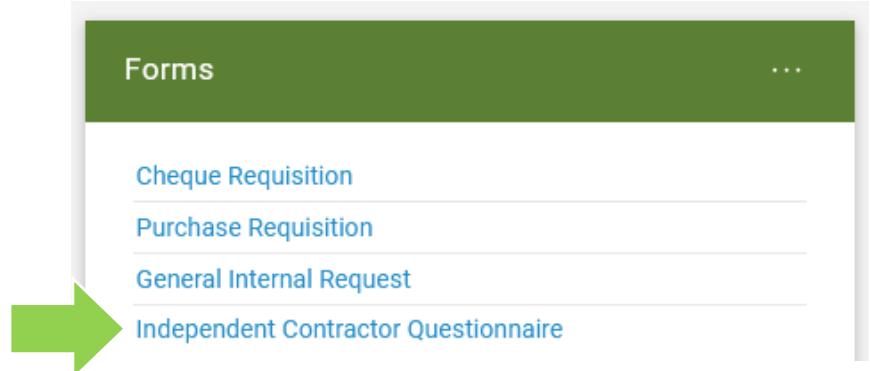 Forms
...
Cheque Requisition
Purchase Requisition
General Internal Request
Independent Contractor Questionnaire